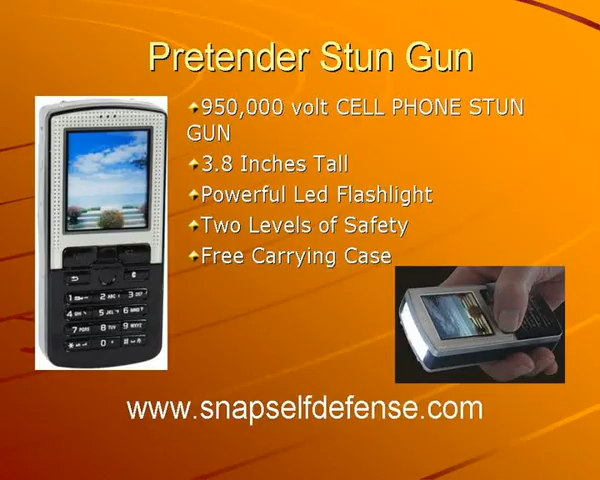 Pretender Stun Gun
950,000 volt CELL PHONE STUN
GUN
3.8 Inches Tall
Powerful Led Flashlight
Two Levels of Safety
Free Carrying Case
www.snapselfdefense.com